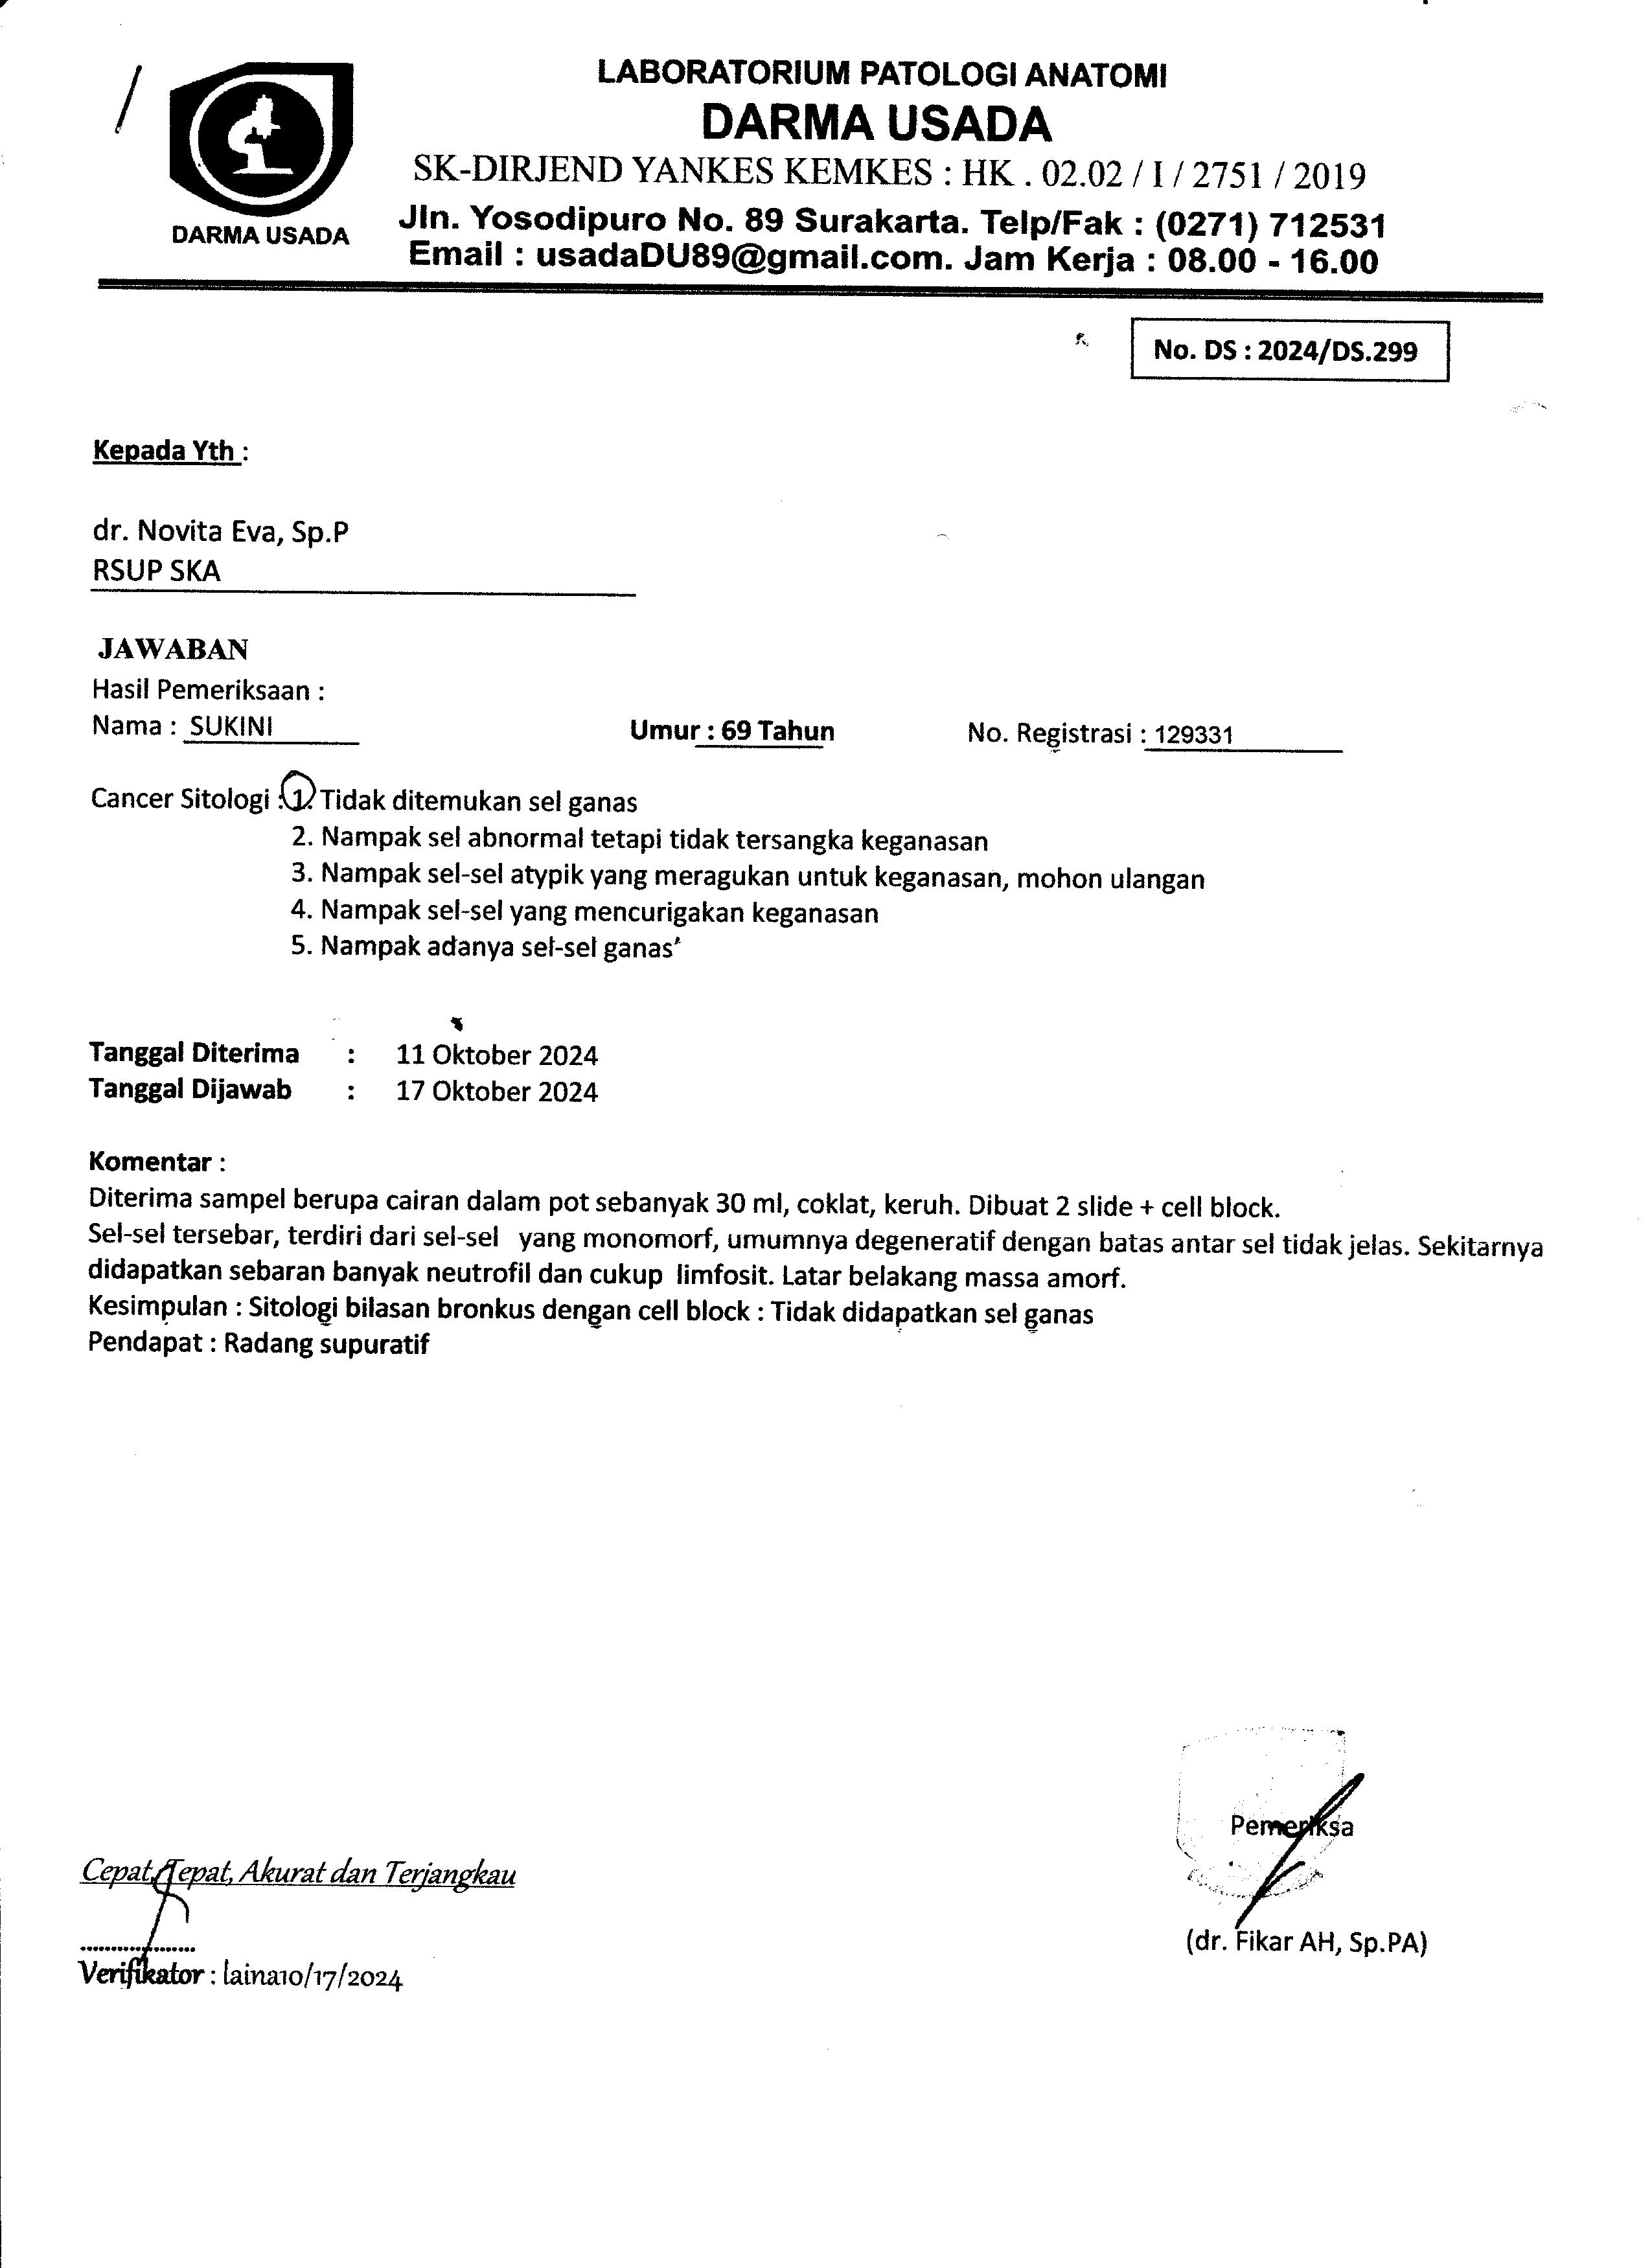 LABORATORIUM PATOLOGI ANATOMI
DARMA USADA
SK-DIRJEND YANKES KEMKES : HK . 02.02 / I / 2751 / 2019
Jln. Yosodipuro No. 89 Surakarta. Telp/Fak : (0271) 712531
Email : usadaDU89@gmail.com. Jam Kerja : 08.00 - 16.00
DARMA USADA
No. DS : 2024/DS.299
Kepada Yth :
dr. Novita Eva, Sp.P
RSUP SKA
JAWABAN
Hasil Pemeriksaan :
Nama : SUKINI Umur : 69 Tahun No. Registrasi : 129331
Cancer Sitologi : 1. Tidak ditemukan sel ganas
2. Nampak sel abnormal tetapi tidak tersangka keganasan
3. Nampak sel-sel atypik yang meragukan untuk keganasan, mohon ulangan
4. Nampak sel-sel yang mencurigakan keganasan
5. Nampak adanya sel-sel ganas
Tanggal Diterima : 11 Oktober 2024
Tanggal Dijawab : 17 Oktober 2024
Komentar :
Diterima sampel berupa cairan dalam pot sebanyak 30 ml, coklat, keruh. Dibuat 2 slide + cell block.
Sel-sel tersebar, terdiri dari sel-sel yang monomorf, umumnya degeneratif dengan batas antar sel tidak jelas. Sekitarnya
didapatkan sebaran banyak neutrofil dan cukup limfosit. Latar belakang massa amorf.
Kesimpulan : Sitologi bilasan bronkus dengan cell block : Tidak didapatkan sel ganas
Pendapat : Radang supuratif
Pemeriksa
Cepat, Tepat, Akurat dan Terjangkau
(dr. Fikar AH, Sp.PA)
....................
Verifikator : laina10/17/2024